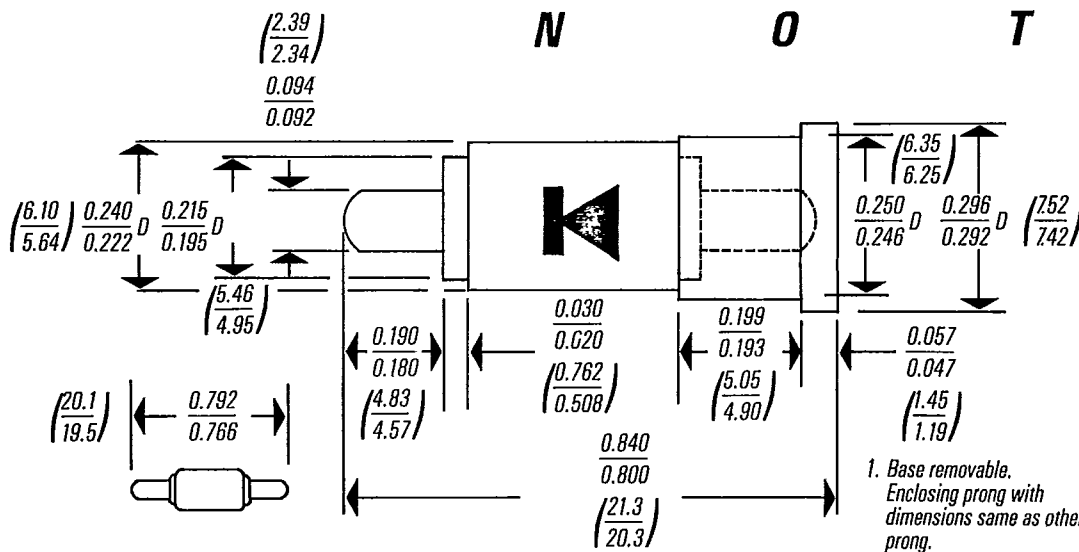 N O T
(2.39/2.34)
0.094/0.092
(6.10/5.64) 0.240/0.222 D 0.215/0.195 D
(5.46/4.95)
(6.35/6.25)
0.250/0.246 D 0.296/0.292 D (7.52/7.42)
0.190/0.180
(4.83/4.57)
0.030/0.020
(0.762/0.508)
0.199/0.193
(5.05/4.90)
0.057/0.047
(1.45/1.19)
(20.1/19.5) 0.792/0.766
0.840/0.800
(21.3/20.3)
1. Base removable.
Enclosing prong with
dimensions same as other
prong.